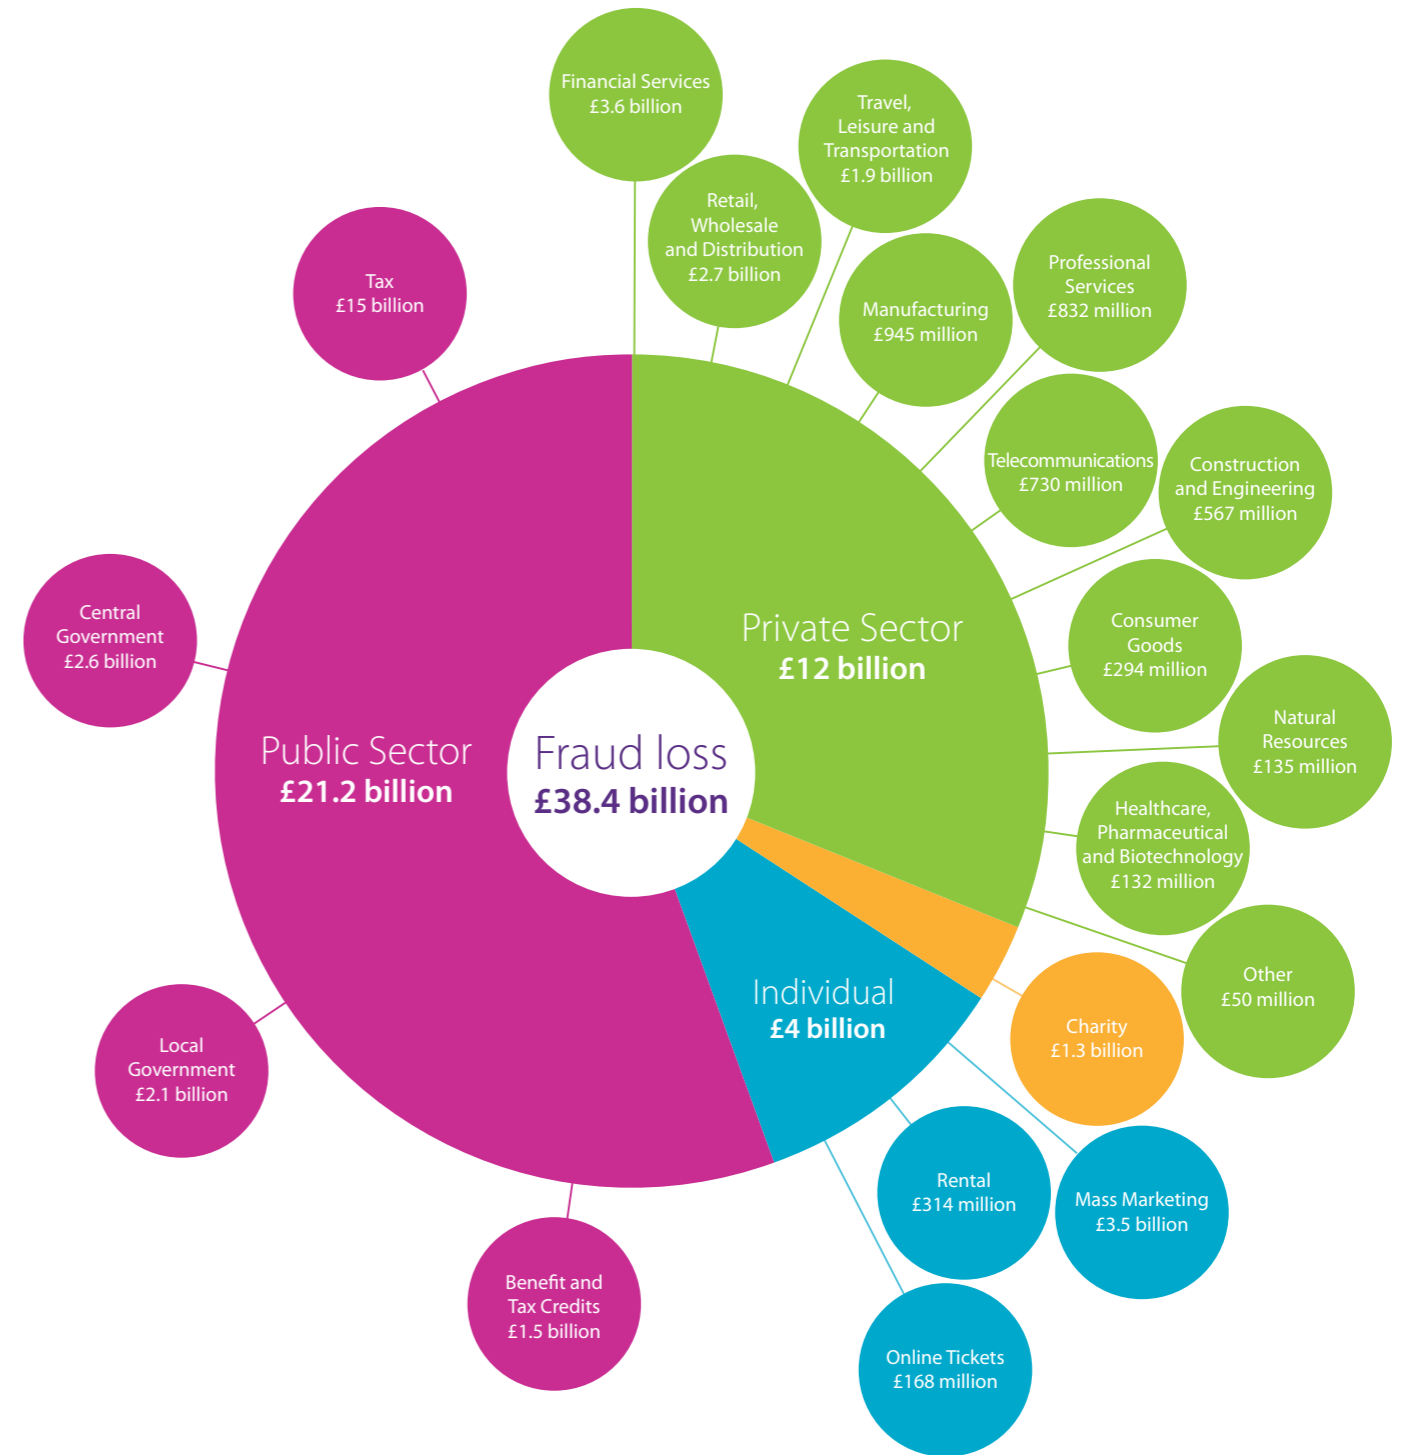 Financial Services
£3.6 billion
Travel,
Leisure and
Transportation
£1.9 billion
Retail,
Wholesale
and Distribution
£2.7 billion
Tax
£15 billion
Professional
Services
£832 million
Manufacturing
£945 million
Telecommunications
£730 million
Construction
and Engineering
£567 million
Central
Government
£2.6 billion
Private Sector
£12 billion
Consumer
Goods
£294 million
Natural
Resources
£135 million
Public Sector
£21.2 billion
Fraud loss
£38.4 billion
Healthcare,
Pharmaceutical
and Biotechnology
£132 million
Other
£50 million
Individual
£4 billion
Charity
£1.3 billion
Local
Government
£2.1 billion
Rental
£314 million
Mass Marketing
£3.5 billion
Benefit and
Tax Credits
£1.5 billion
Online Tickets
£168 million